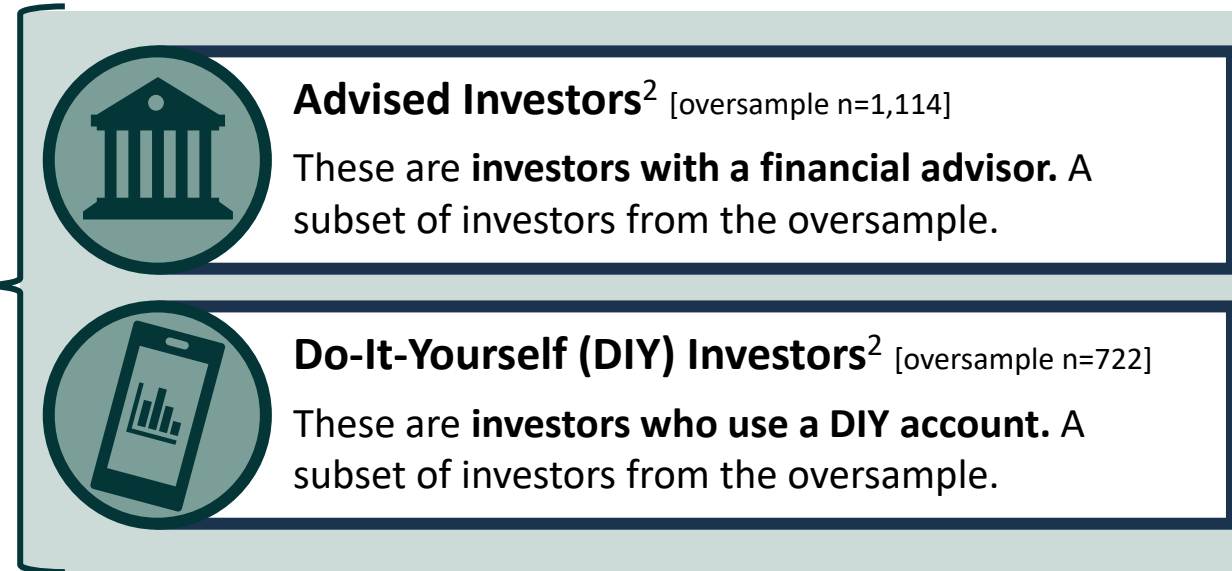 Advised Investors² [oversample n=1,114]
These are investors with a financial advisor. A
subset of investors from the oversample.
Do-It-Yourself (DIY) Investors² [oversample n=722]
These are investors who use a DIY account. A
subset of investors from the oversample.